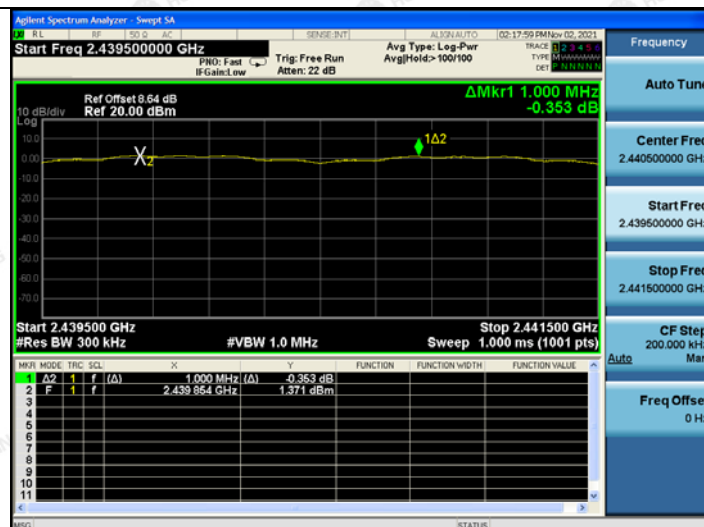 Agilent Spectrum Analyzer - Swept SA
RL RF 50 Ω AC SENSE:INT ALIGNAUTO 02:17:59 PM Nov 02, 2021
Start Freq 2.439500000 GHz
PNO: Fast
IFGain:Low
Trig: Free Run
Atten: 22 dB
Avg Type: Log-Pwr
Avg|Hold:>100/100
TRACE 1 2 3 4 5 6
TYPE
DET P N N N N N
Frequency
Auto Tune
Center Freq
2.440500000 GHz
Start Freq
2.439500000 GHz
Stop Freq
2.441500000 GHz
CF Step
200.000 kHz
Auto Man
Freq Offset
0 Hz
ΔMkr1 1.000 MHz
-0.353 dB
Ref Offset 8.64 dB
10 dB/div Ref 20.00 dBm
Log
10.0
0.00
-10.0
-20.0
-30.0
-40.0
-50.0
-60.0
-70.0
X2
1Δ2
Start 2.439500 GHz Stop 2.441500 GHz
#Res BW 300 kHz #VBW 1.0 MHz Sweep 1.000 ms (1001 pts)
MKR MODE TRC SCL X Y FUNCTION FUNCTION WIDTH FUNCTION VALUE
1 Δ2 1 f (Δ) 1.000 MHz (Δ) -0.353 dB
2 F 1 f 2.439 854 GHz 1.371 dBm
3
4
5
6
7
8
9
10
11
MSG STATUS